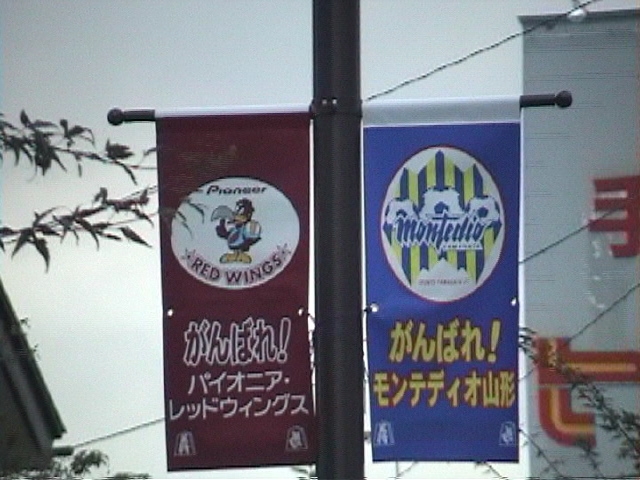 Pioneer
RED WINGS
がんばれ!
パイオニア・
レッドウィングス
Montedio
YAMAGATA
がんばれ!
モンテディオ山形